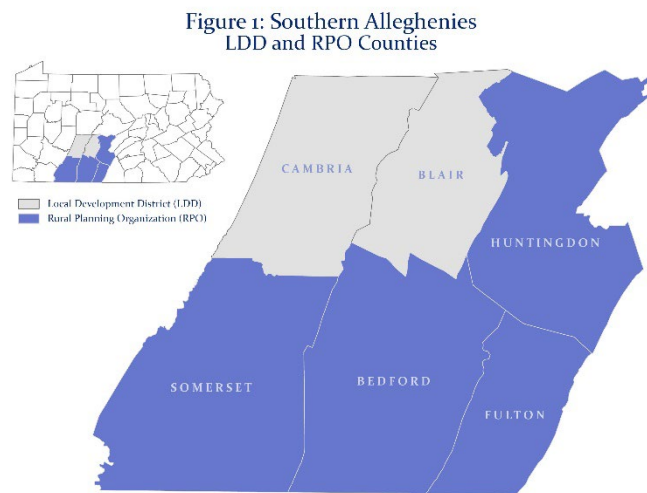 Figure 1: Southern Alleghenies
LDD and RPO Counties
Local Development District (LDD)
Rural Planning Organization (RPO)
CAMBRIA
BLAIR
HUNTINGDON
SOMERSET
BEDFORD
FULTON